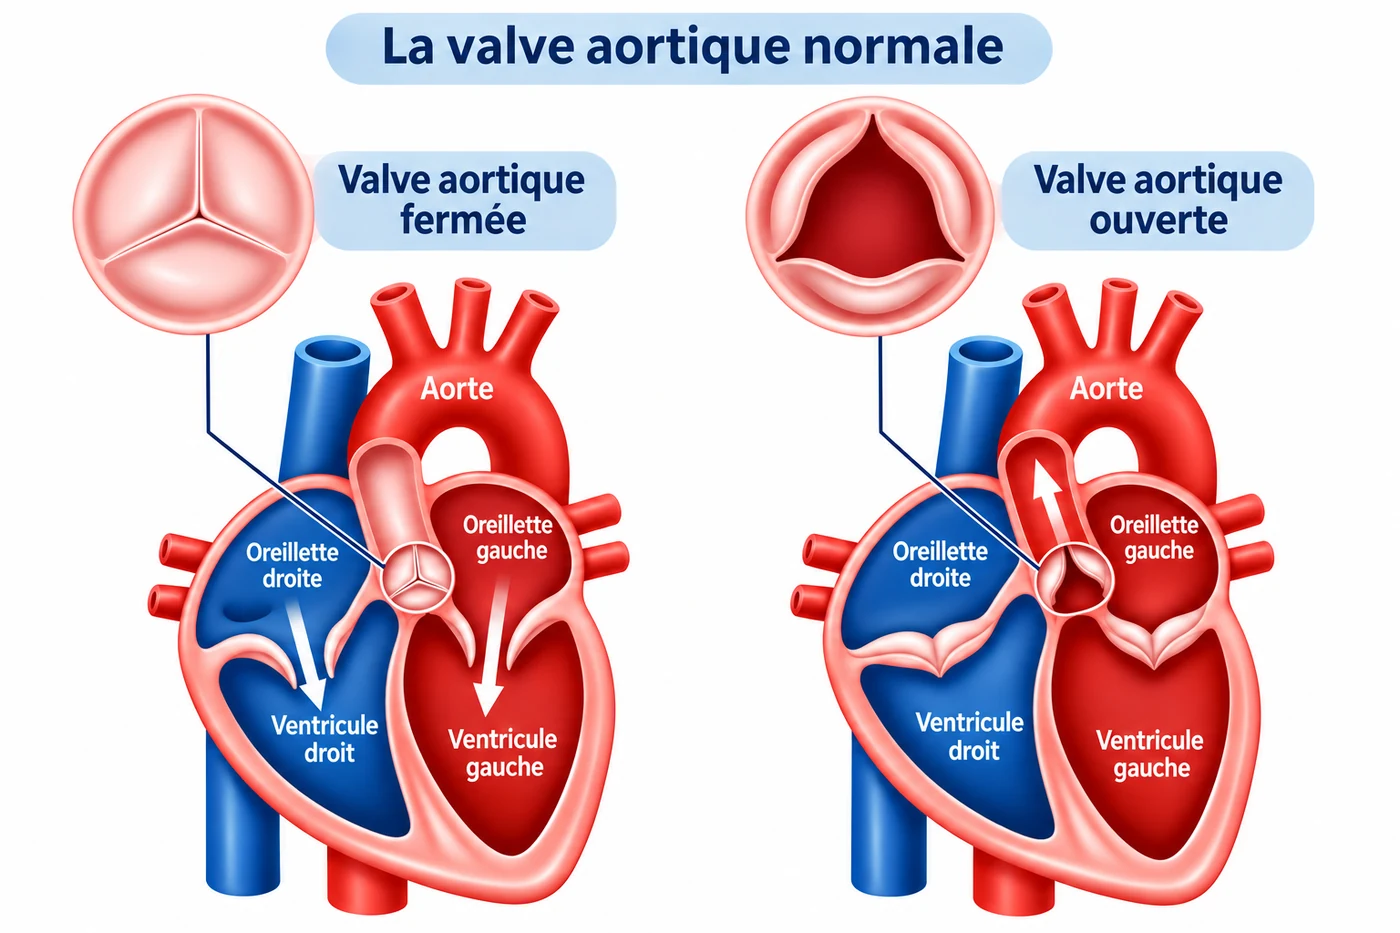 La valve aortique normale
Valve aortique
fermée
Valve aortique
ouverte
Aorte
Oreillette
droite
Oreillette
gauche
Ventricule
droit
Ventricule
gauche
Aorte
Oreillette
droite
Oreillette
gauche
Ventricule
droit
Ventricule
gauche